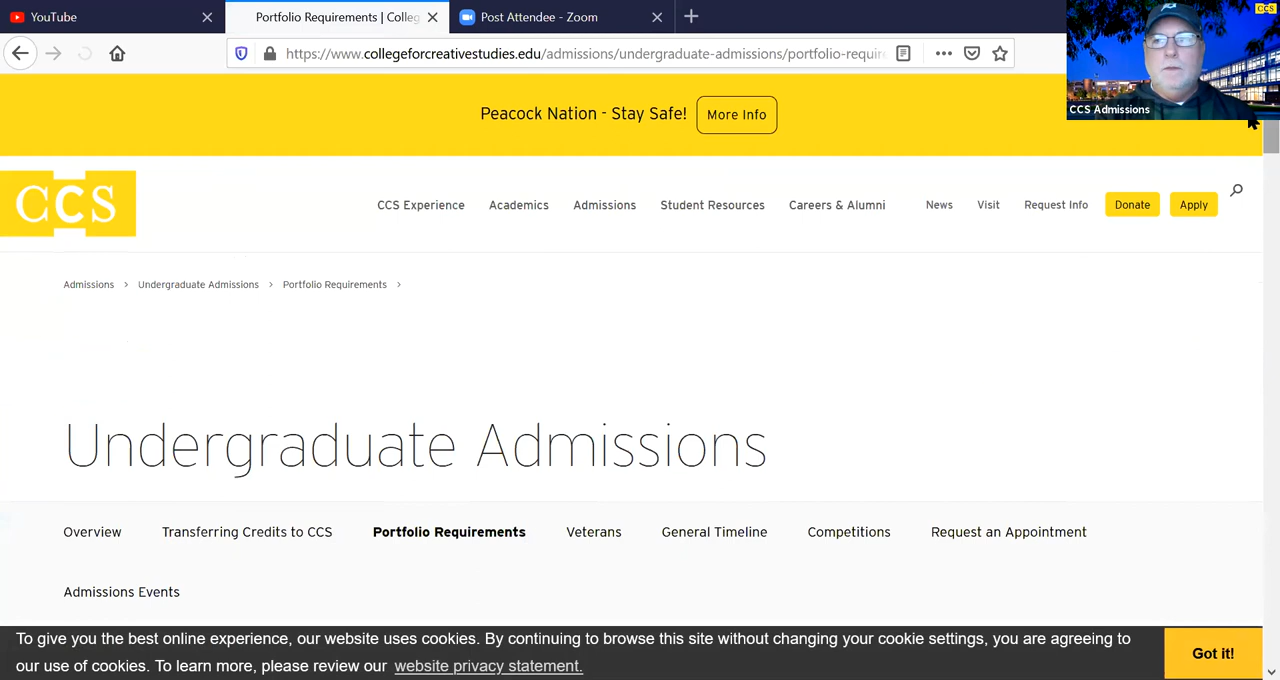 YouTube
Portfolio Requirements | Colleg
Post Attendee - Zoom
https://www.collegeforcreativestudies.edu/admissions/undergraduate-admissions/portfolio-require
CCS
CCS Admissions
Peacock Nation - Stay Safe!
More Info
CCS
CCS Experience
Academics
Admissions
Student Resources
Careers & Alumni
News
Visit
Request Info
Donate
Apply
Admissions > Undergraduate Admissions > Portfolio Requirements >
Undergraduate Admissions
Overview
Transferring Credits to CCS
Portfolio Requirements
Veterans
General Timeline
Competitions
Request an Appointment
Admissions Events
To give you the best online experience, our website uses cookies. By continuing to browse this site without changing your cookie settings, you are agreeing to
our use of cookies. To learn more, please review our website privacy statement.
Got it!